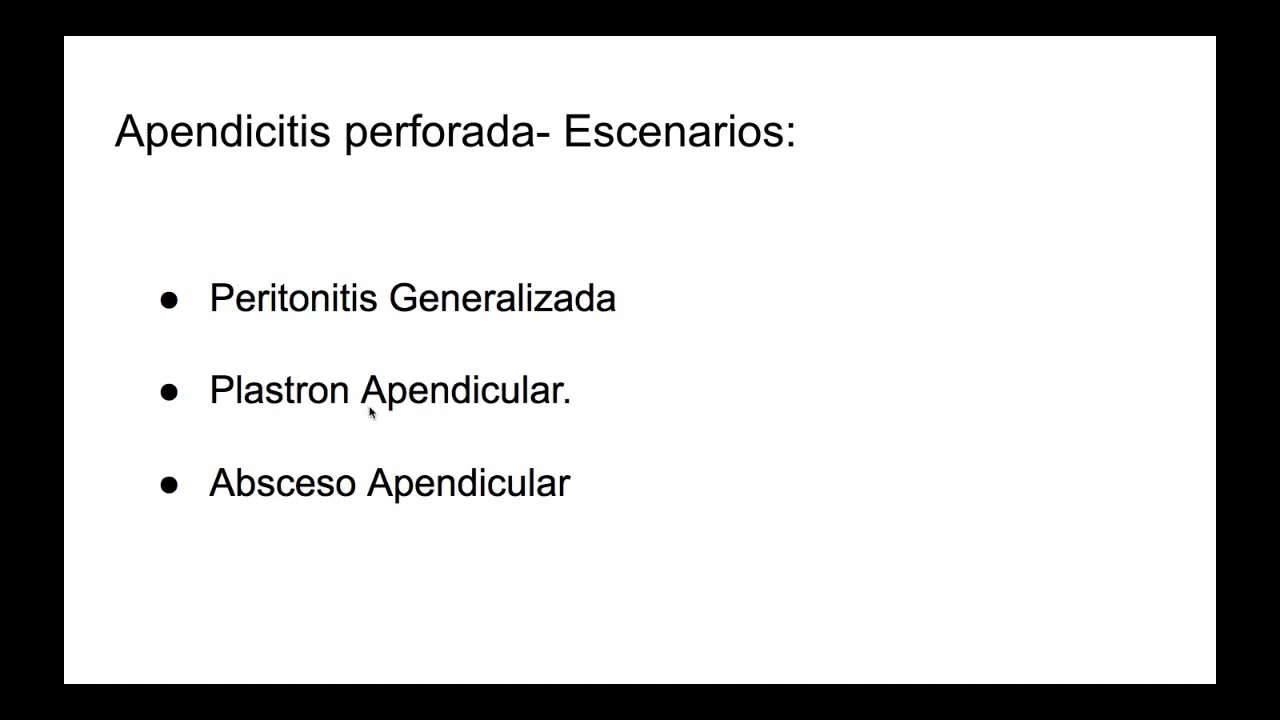 Apendicitis perforada- Escenarios:
● Peritonitis Generalizada
● Plastron Apendicular.
● Absceso Apendicular